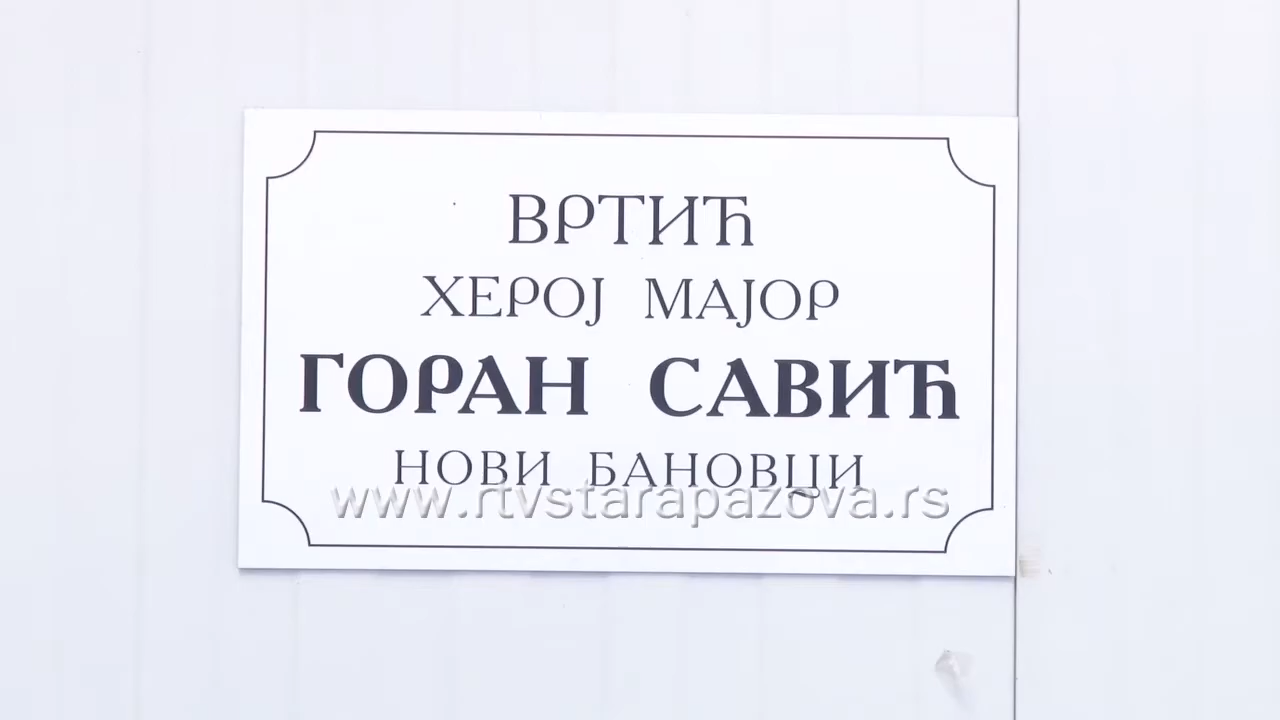 ВРТИЋ
ХЕРОЈ МАЈОР
ГОРАН САВИЋ
НОВИ БАНОВЦИ
www.rtvstarapazova.rs